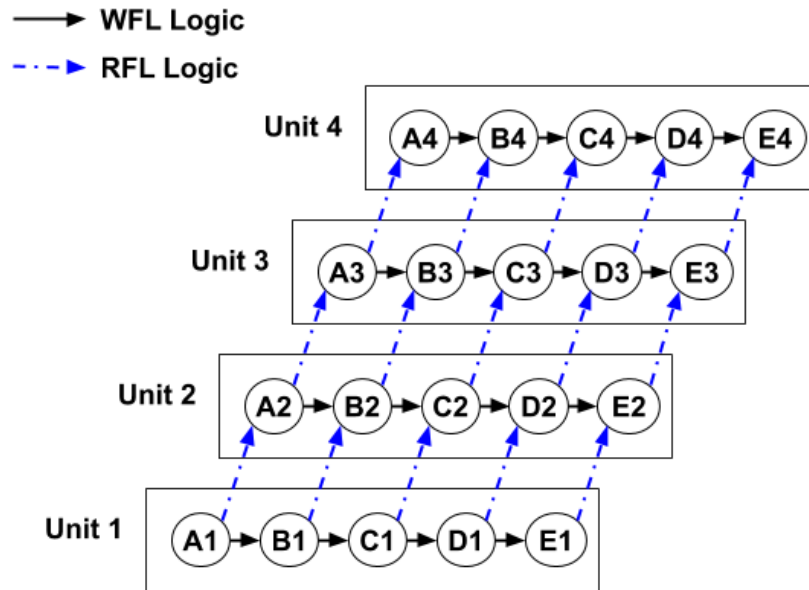 WFL Logic
RFL Logic
Unit 4
A4 B4 C4 D4 E4
Unit 3
A3 B3 C3 D3 E3
Unit 2
A2 B2 C2 D2 E2
Unit 1
A1 B1 C1 D1 E1